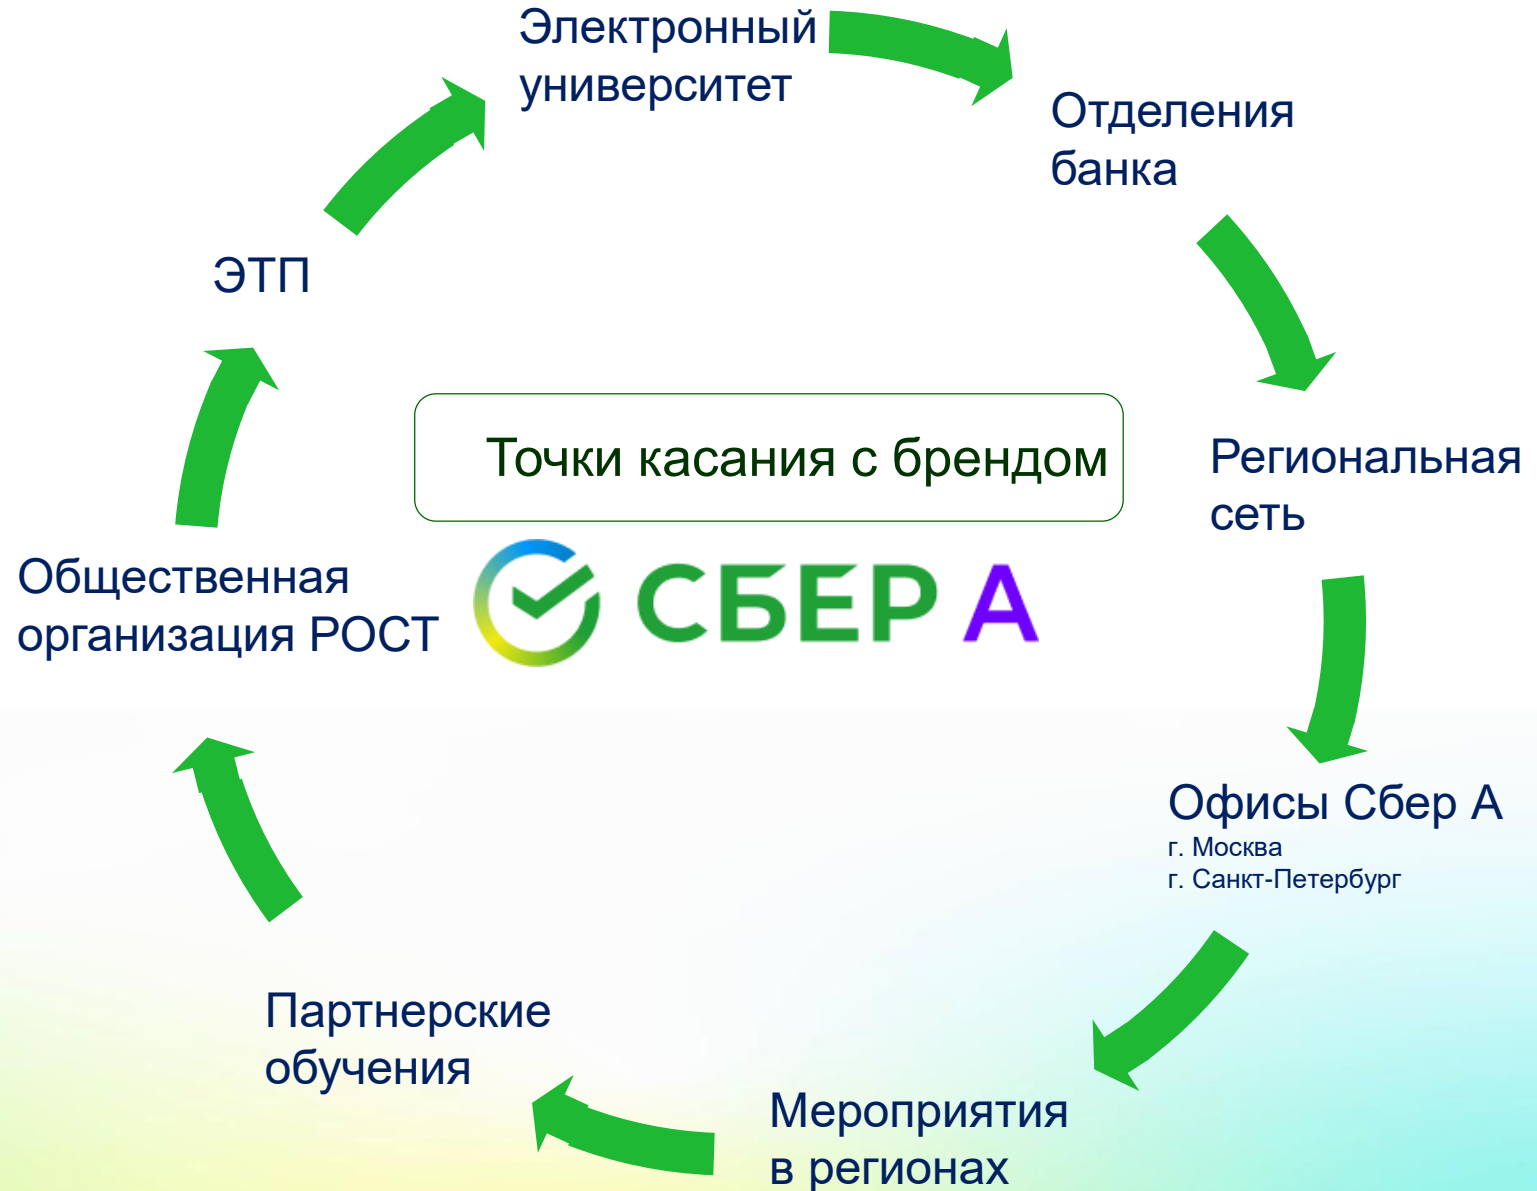 Электронный
университет
Отделения
банка
Региональная
сеть
Офисы Сбер А
г. Москва
г. Санкт-Петербург
Мероприятия
в регионах
Партнерские
обучения
Общественная
организация РОСТ
ЭТП
Точки касания с брендом
СБЕР А